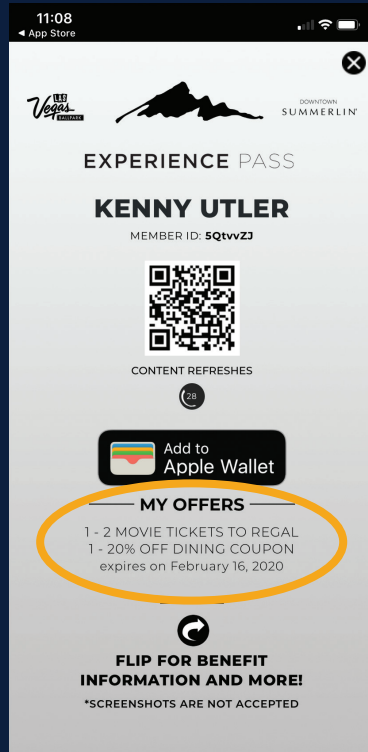 11:08
◀ App Store
LAS
Vegas
BALLPARK
DOWNTOWN
SUMMERLIN®
EXPERIENCE PASS
KENNY UTLER
MEMBER ID: 5QtvvZJ
CONTENT REFRESHES
28
Add to
Apple Wallet
MY OFFERS
1 - 2 MOVIE TICKETS TO REGAL
1 - 20% OFF DINING COUPON
expires on February 16, 2020
FLIP FOR BENEFIT
INFORMATION AND MORE!
*SCREENSHOTS ARE NOT ACCEPTED